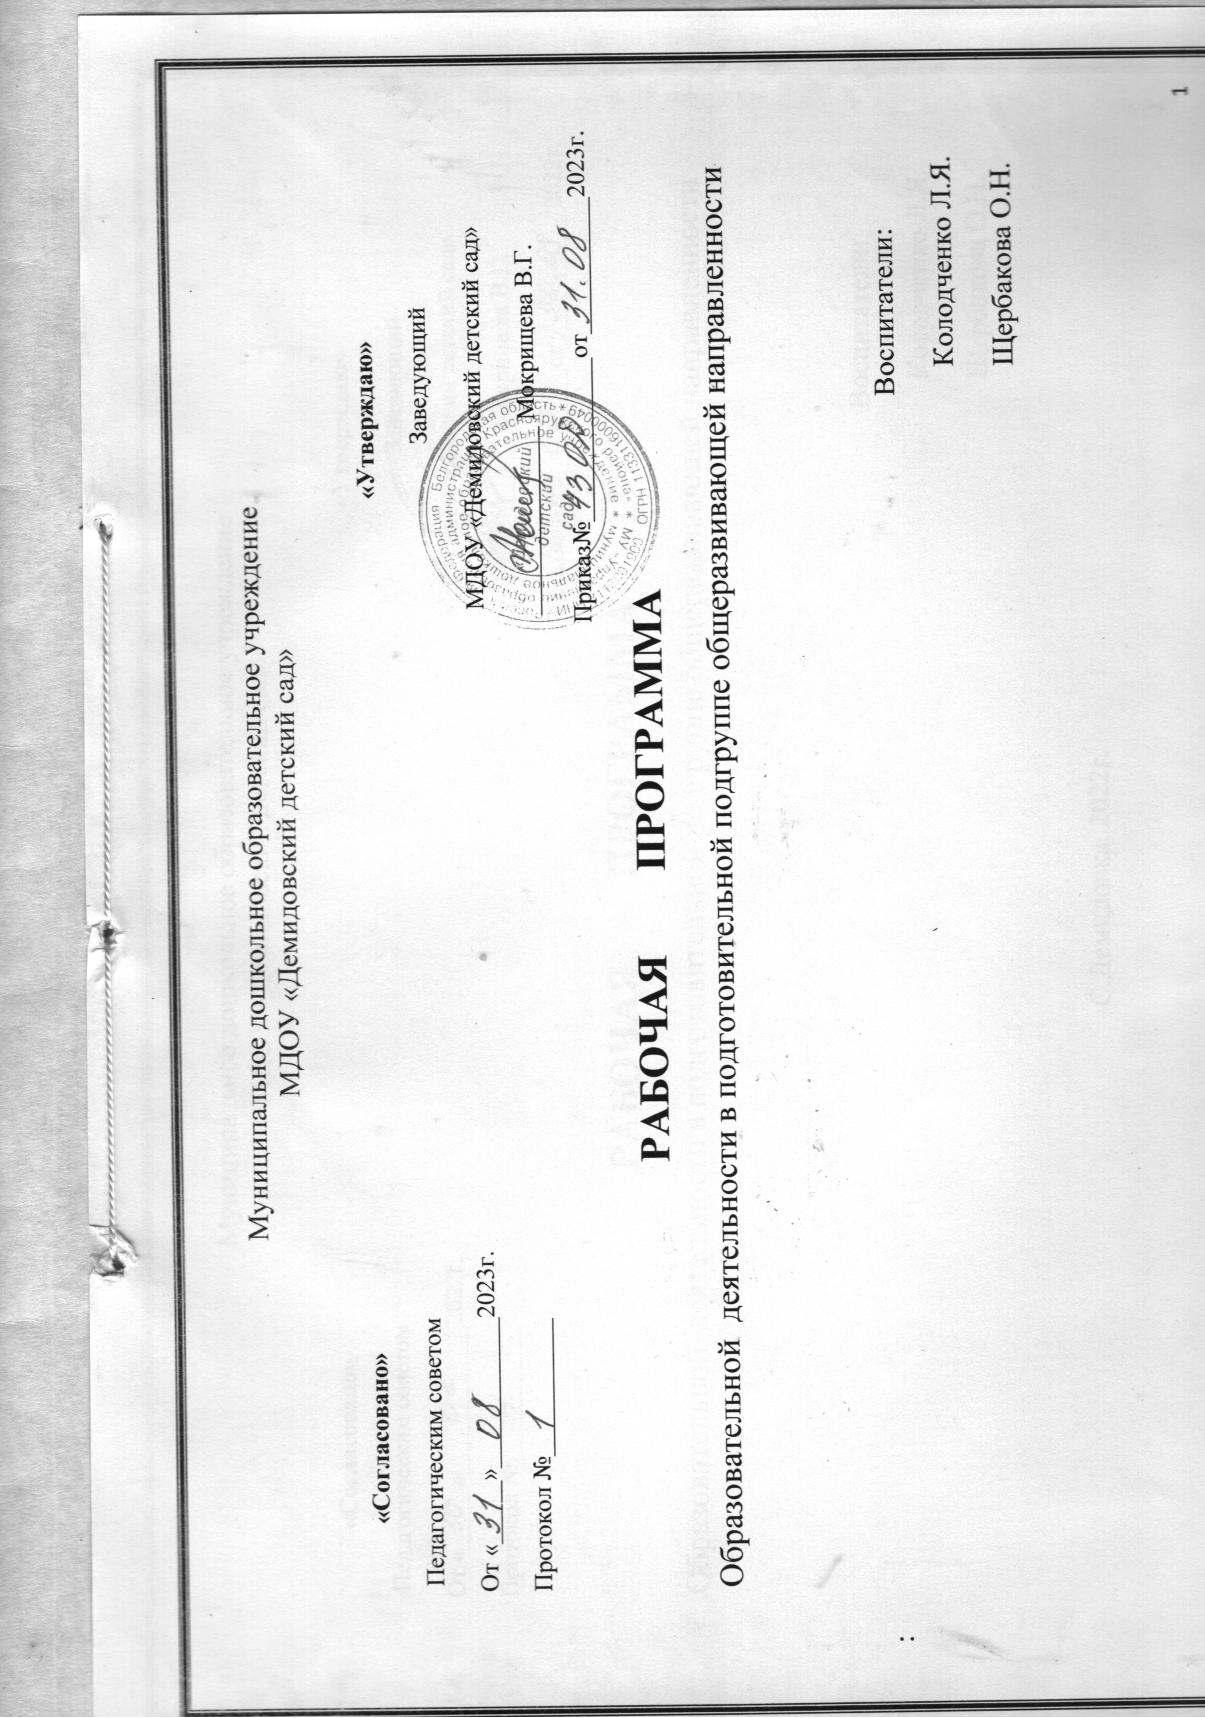 Муниципальное дошкольное образовательное учреждение
МДОУ «Демидовский детский сад»
«Согласовано»
Педагогическим советом
От «31» 08 2023г.
Протокол № 1
«Утверждаю»
Заведующий
МДОУ «Демидовский детский сад»
Мокрищева В.Г.
Приказ№ 43 ОД от 31.08 2023г.
РАБОЧАЯ ПРОГРАММА
Образовательной деятельности в подготовительной подгруппе общеразвивающей направленности
Воспитатели:
Колодченко Л.Я.
Щербакова О.Н.
:
1